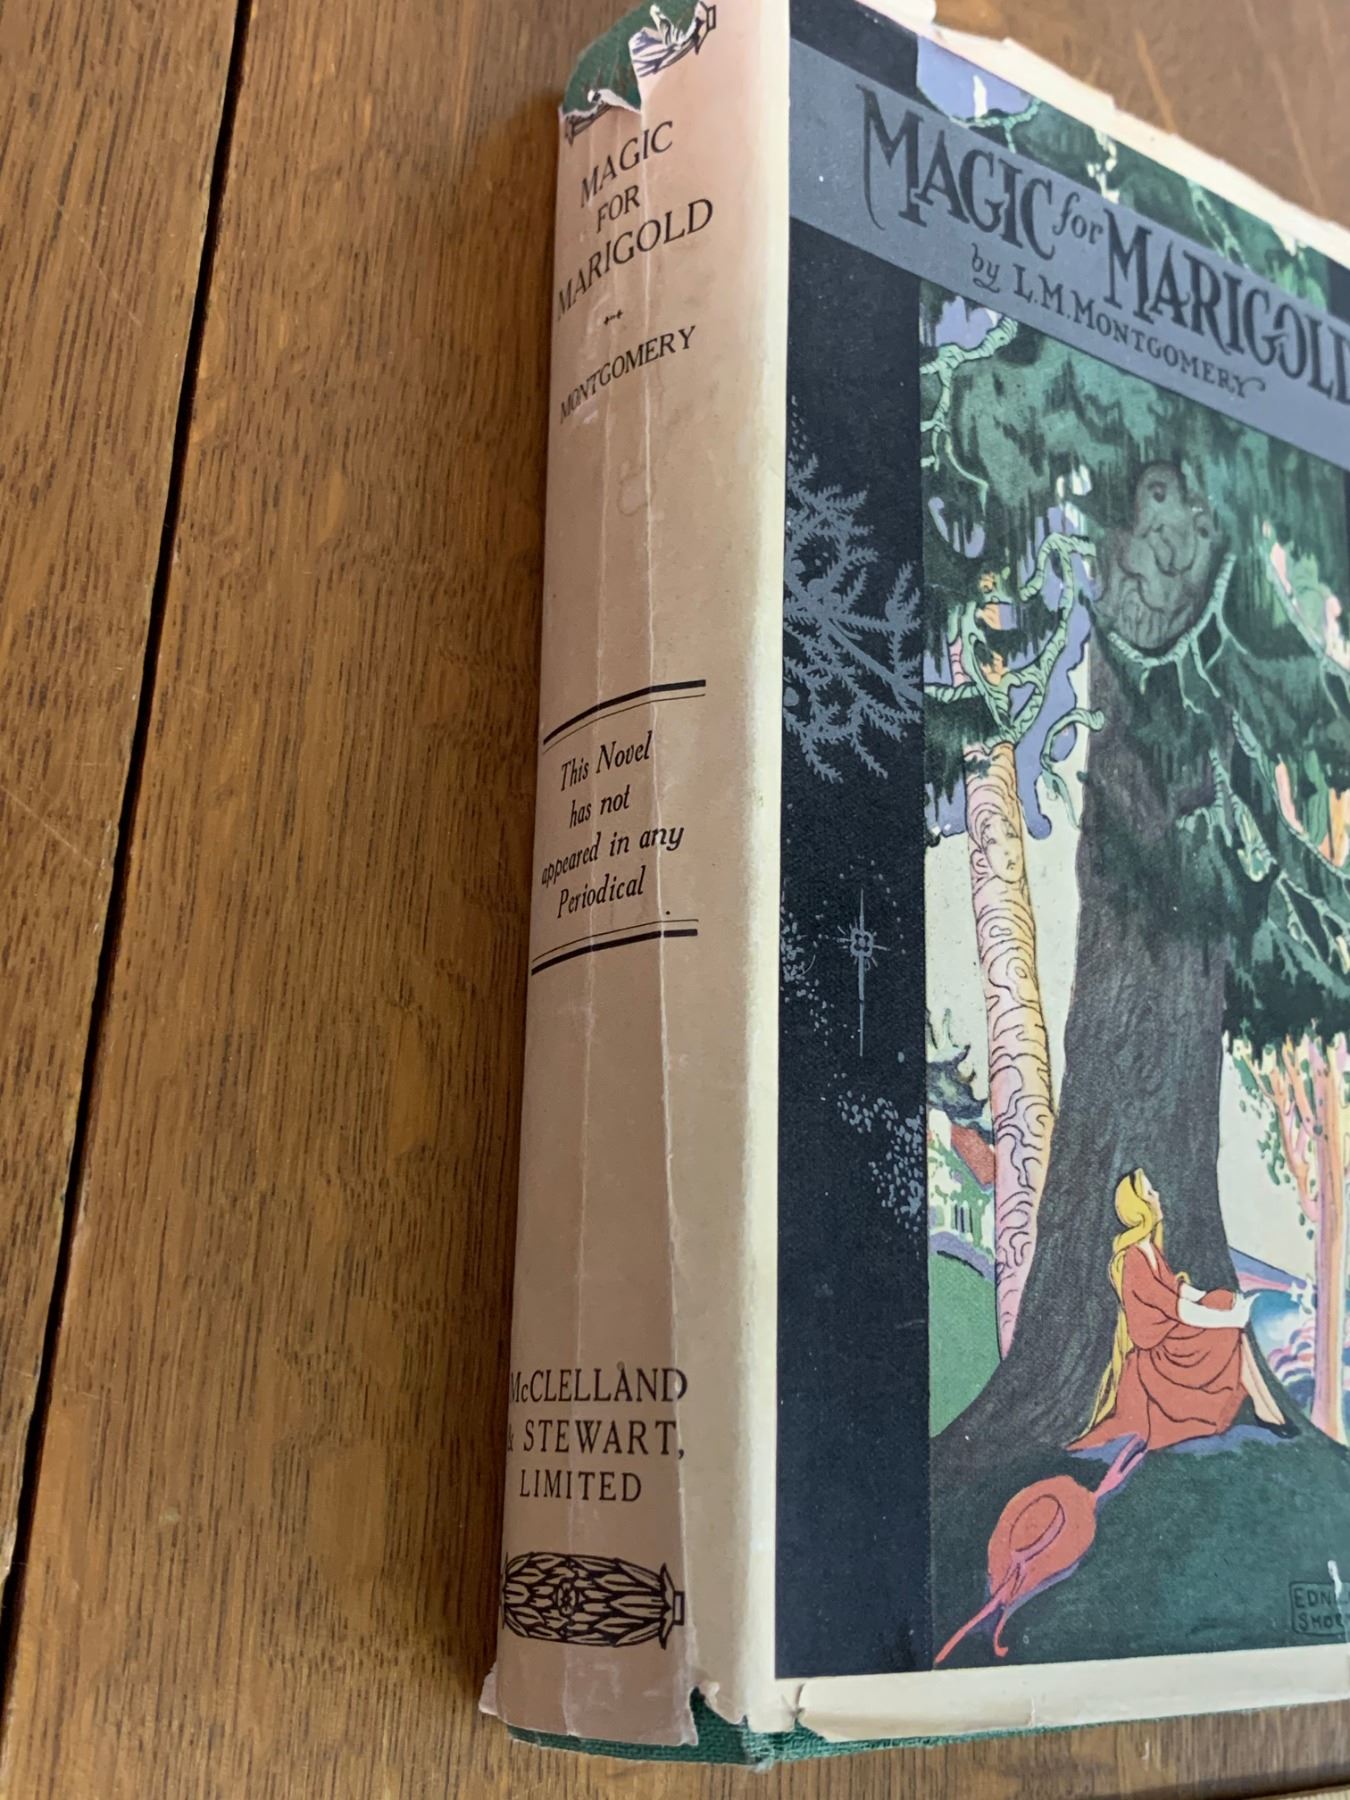 MAGIC
FOR
MARIGOLD
MONTGOMERY
This Novel
has not
appeared in any
Periodical
McCLELLAND
& STEWART,
LIMITED
MAGIC for MARIGOLD
by L.M. MONTGOMERY